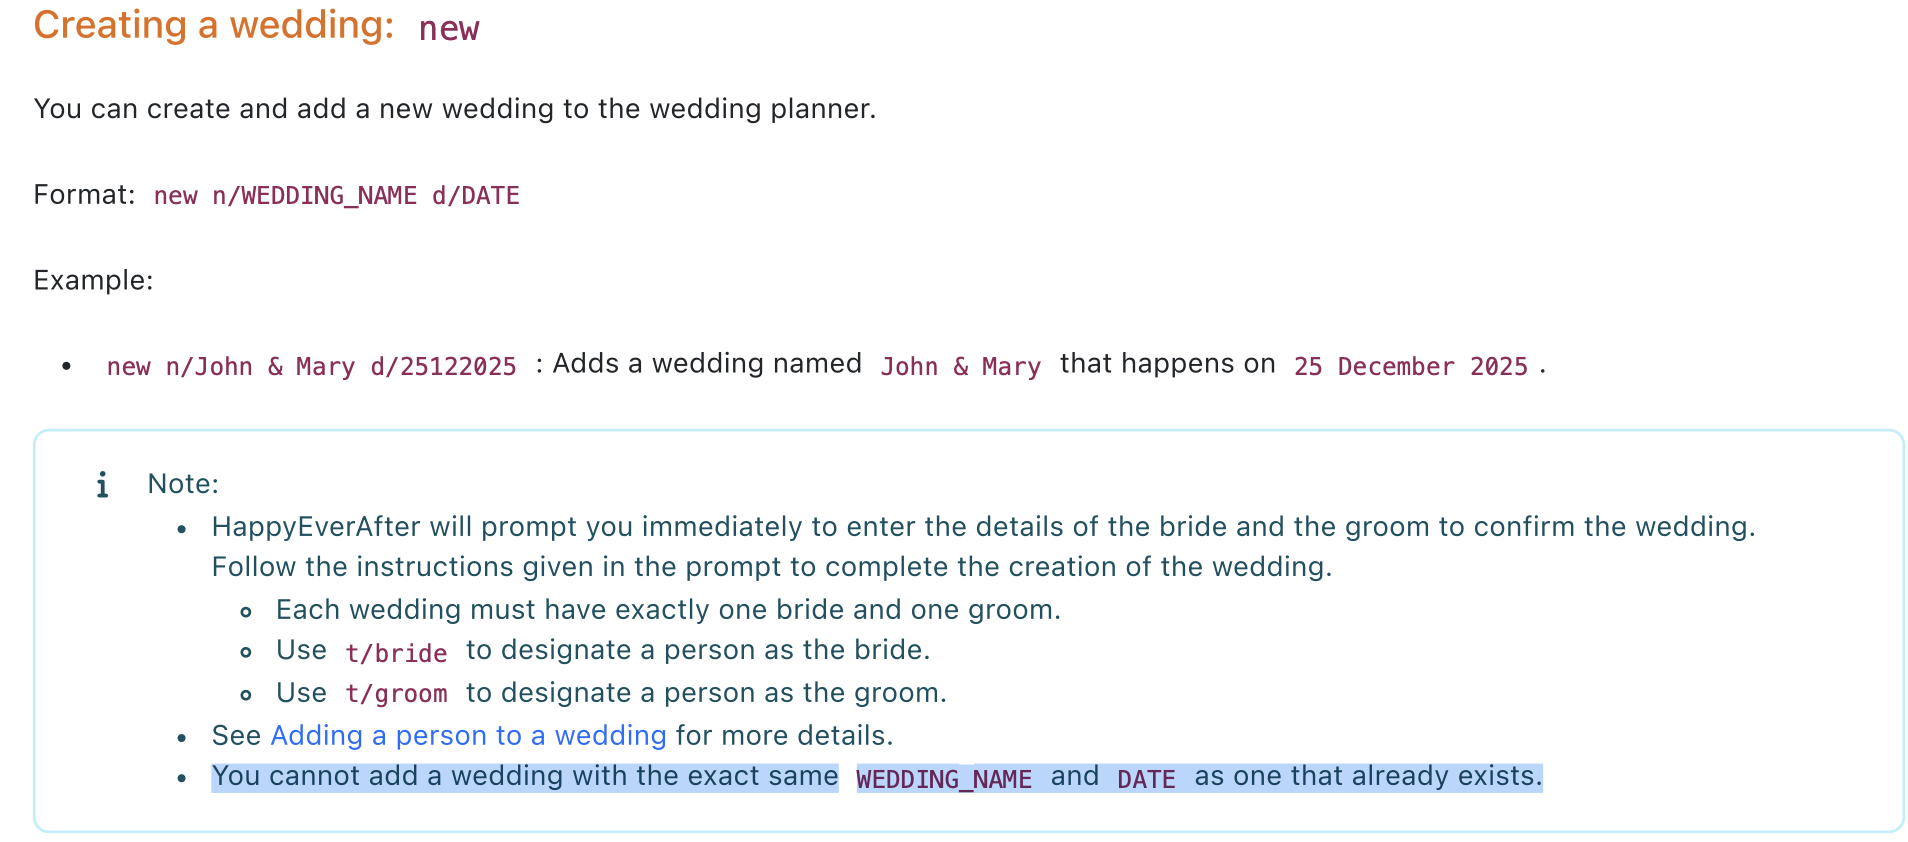 Creating a wedding: new
You can create and add a new wedding to the wedding planner.
Format: new n/WEDDING_NAME d/DATE
Example:
• new n/John & Mary d/25122025 : Adds a wedding named John & Mary that happens on 25 December 2025 .
i Note:
• HappyEverAfter will prompt you immediately to enter the details of the bride and the groom to confirm the wedding.
Follow the instructions given in the prompt to complete the creation of the wedding.
◦ Each wedding must have exactly one bride and one groom.
◦ Use t/bride to designate a person as the bride.
◦ Use t/groom to designate a person as the groom.
• See Adding a person to a wedding for more details.
• You cannot add a wedding with the exact same WEDDING_NAME and DATE as one that already exists.